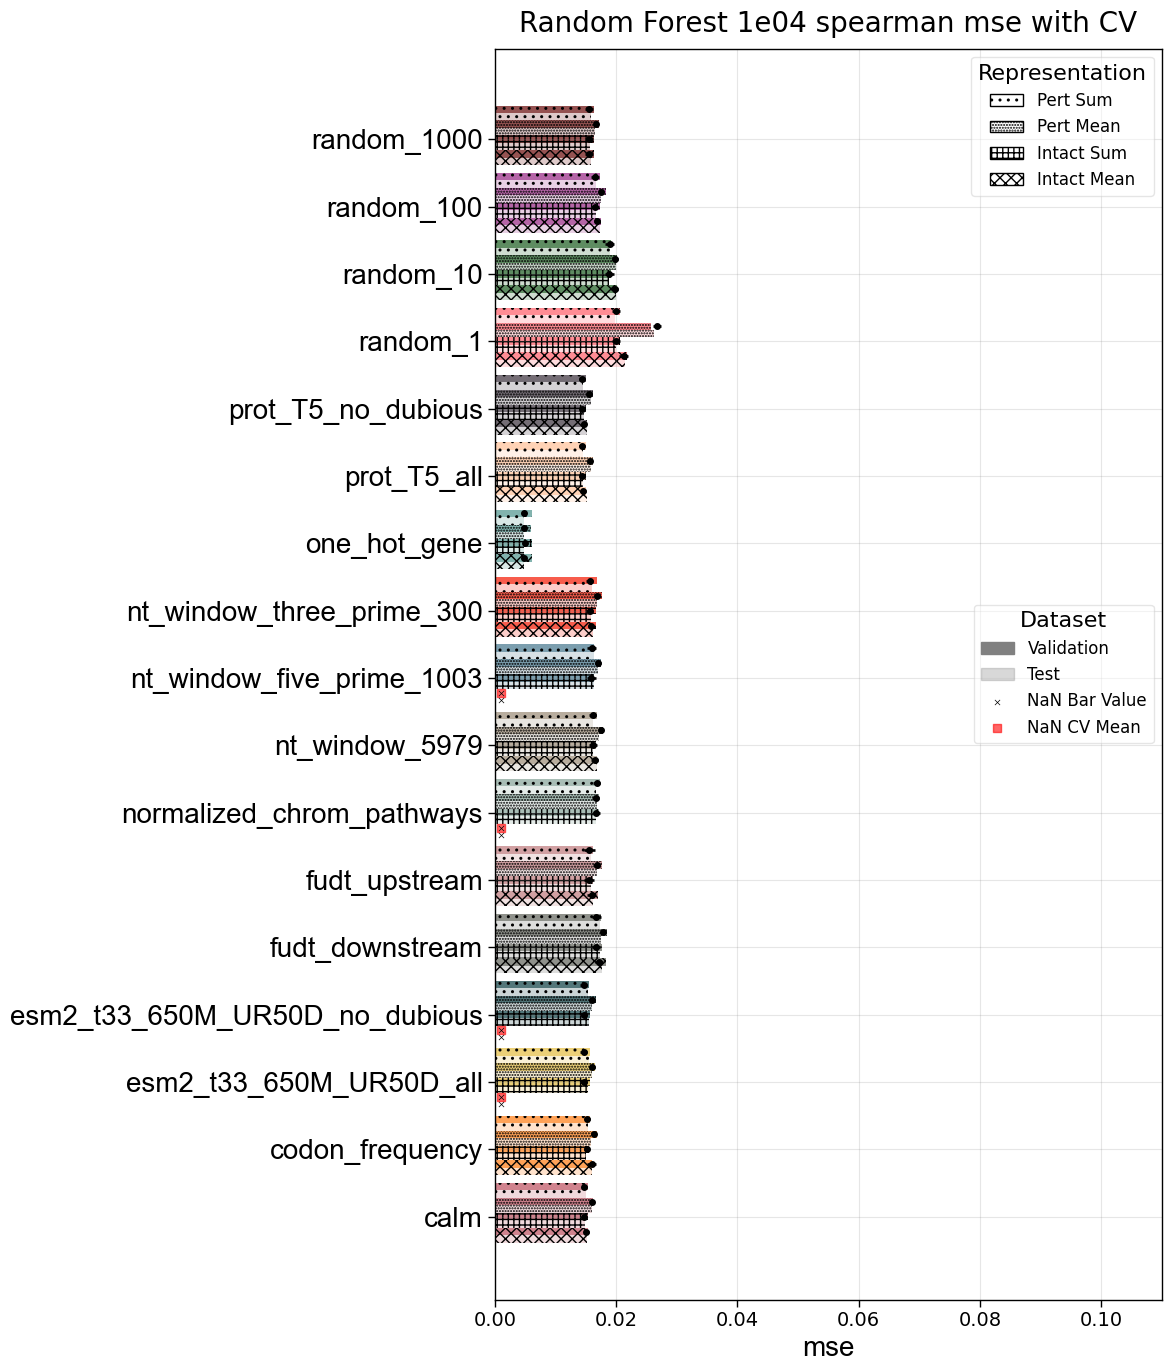 Random Forest 1e04 spearman mse with CV
Representation
Pert Sum
Pert Mean
Intact Sum
Intact Mean
random_1000
random_100
random_10
random_1
prot_T5_no_dubious
prot_T5_all
one_hot_gene
nt_window_three_prime_300
nt_window_five_prime_1003
nt_window_5979
normalized_chrom_pathways
fudt_upstream
fudt_downstream
esm2_t33_650M_UR50D_no_dubious
esm2_t33_650M_UR50D_all
codon_frequency
calm
Dataset
Validation
Test
NaN Bar Value
NaN CV Mean
0.00 0.02 0.04 0.06 0.08 0.10
mse